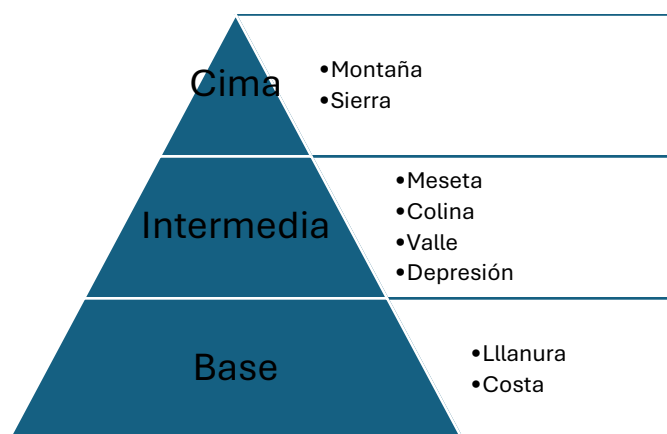 Cima
•Montaña
•Sierra
Intermedia
•Meseta
•Colina
•Valle
•Depresión
Base
•Lllanura
•Costa